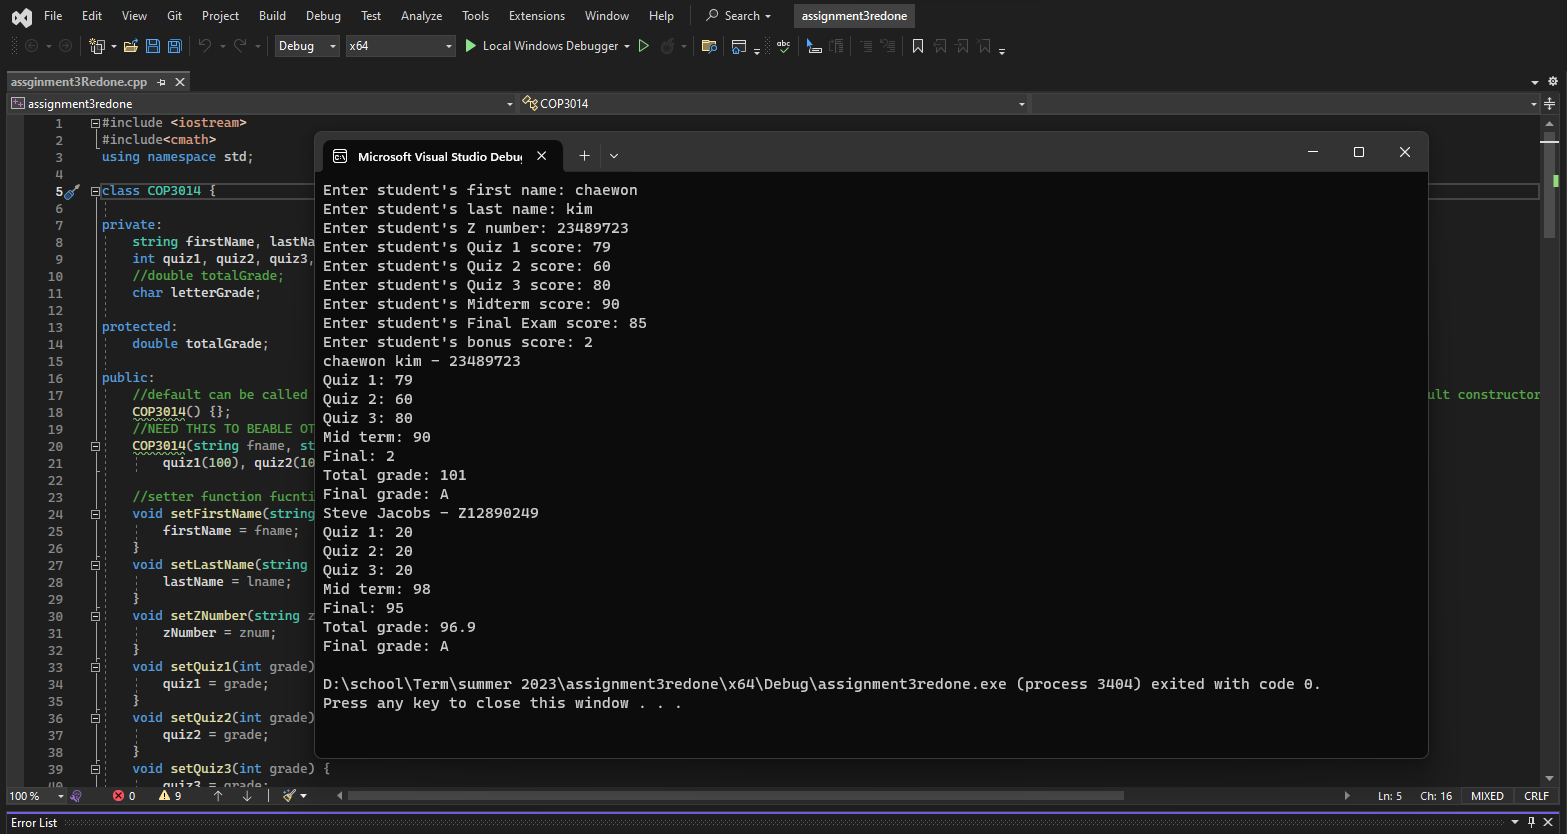 File Edit View Git Project Build Debug Test Analyze Tools Extensions Window Help Search assignment3redone
Debug x64 Local Windows Debugger
assginment3Redone.cpp
assignment3redone COP3014
1 #include <iostream>
2 #include<cmath>
3 using namespace std;
4
5 class COP3014 {
6
7 private:
8 string firstName, lastNa
9 int quiz1, quiz2, quiz3,
10 //double totalGrade;
11 char letterGrade;
12
13 protected:
14 double totalGrade;
15
16 public:
17 //default can be called ult constructor
18 COP3014() {};
19 //NEED THIS TO BEABLE OT
20 COP3014(string fname, st
21 quiz1(100), quiz2(10
22
23 //setter function fucnti
24 void setFirstName(string
25 firstName = fname;
26 }
27 void setLastName(string
28 lastName = lname;
29 }
30 void setZNumber(string z
31 zNumber = znum;
32 }
33 void setQuiz1(int grade)
34 quiz1 = grade;
35 }
36 void setQuiz2(int grade)
37 quiz2 = grade;
38 }
39 void setQuiz3(int grade) {
40 quiz3 = grade;
Microsoft Visual Studio Debug
Enter student's first name: chaewon
Enter student's last name: kim
Enter student's Z number: 23489723
Enter student's Quiz 1 score: 79
Enter student's Quiz 2 score: 60
Enter student's Quiz 3 score: 80
Enter student's Midterm score: 90
Enter student's Final Exam score: 85
Enter student's bonus score: 2
chaewon kim - 23489723
Quiz 1: 79
Quiz 2: 60
Quiz 3: 80
Mid term: 90
Final: 2
Total grade: 101
Final grade: A
Steve Jacobs - Z12890249
Quiz 1: 20
Quiz 2: 20
Quiz 3: 20
Mid term: 98
Final: 95
Total grade: 96.9
Final grade: A
D:\school\Term\summer 2023\assignment3redone\x64\Debug\assignment3redone.exe (process 3404) exited with code 0.
Press any key to close this window . . .
100 % 0 9 Ln: 5 Ch: 16 MIXED CRLF
Error List